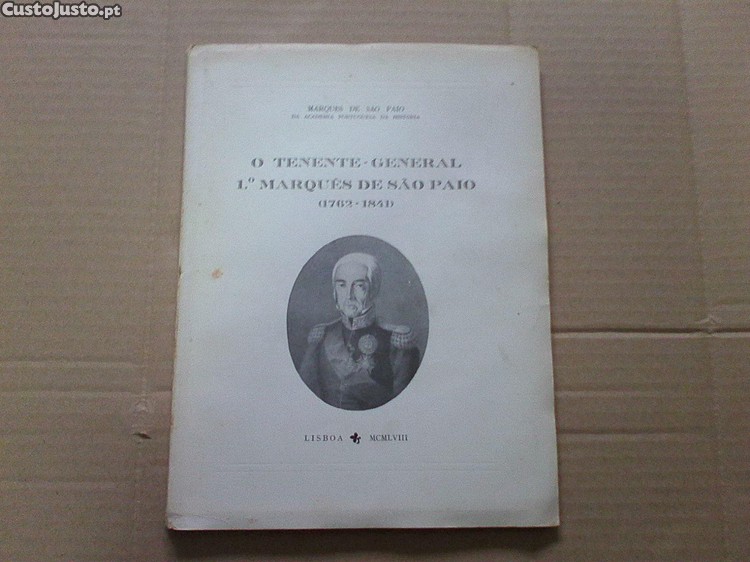 CustoJusto.pt
MARQUÊS DE SÃO PAIO
DA ACADEMIA PORTUGUESA DA HISTÓRIA
O TENENTE-GENERAL
1.º MARQUÊS DE SÃO PAIO
(1762-1841)
LISBOA MCMLVIII